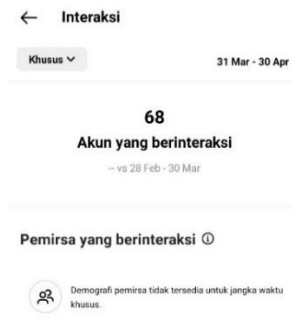 Interaksi
Khusus
31 Mar - 30 Apr
68
Akun yang berinteraksi
-- vs 28 Feb - 30 Mar
Pemirsa yang berinteraksi
Demografi pemirsa tidak tersedia untuk jangka waktu
khusus.